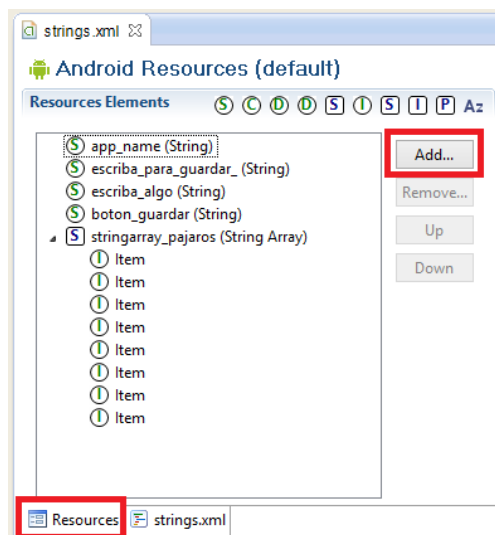 strings.xml
Android Resources (default)
Resources Elements S C D D S I S I P Az
S app_name (String)
S escriba_para_guardar_ (String)
S escriba_algo (String)
S boton_guardar (String)
S stringarray_pajaros (String Array)
I Item
I Item
I Item
I Item
I Item
I Item
I Item
I Item
Add...
Remove...
Up
Down
Resources strings.xml